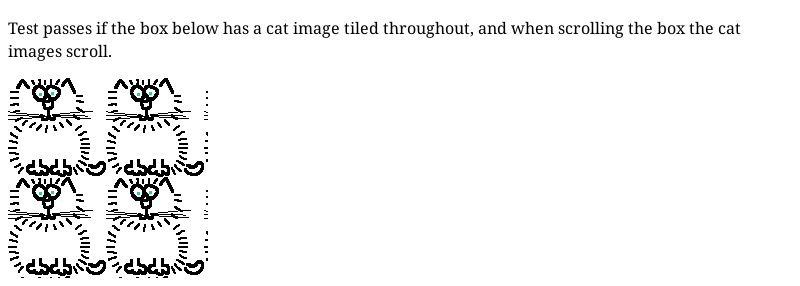 Test passes if the box below has a cat image tiled throughout, and when scrolling the box the cat
images scroll.